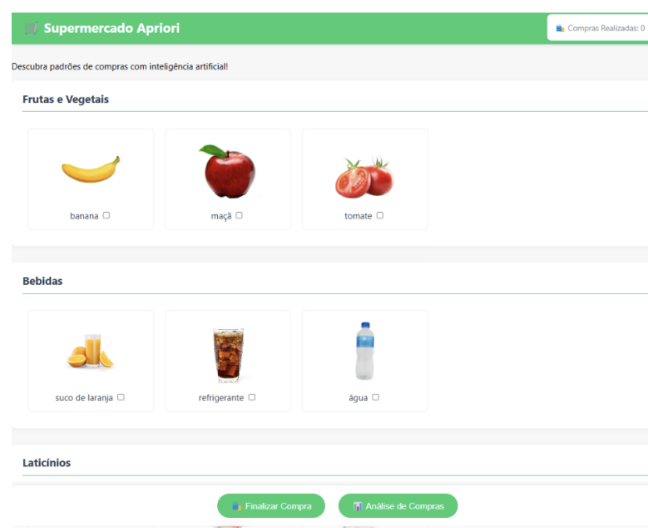 Supermercado Apriori
Compras Realizadas: 0
Descubra padrões de compras com inteligência artificial!
Frutas e Vegetais
banana
maçã
tomate
Bebidas
suco de laranja
refrigerante
água
Laticínios
Finalizar Compra
Análise de Compras